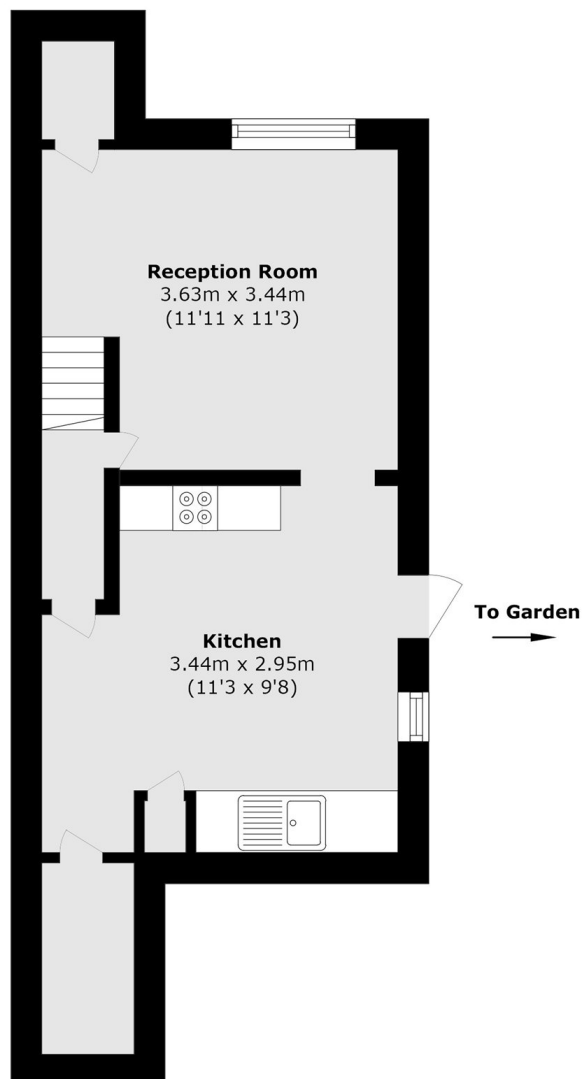 Reception Room
3.63m x 3.44m
(11'11 x 11'3)
To Garden
Kitchen
3.44m x 2.95m
(11'3 x 9'8)